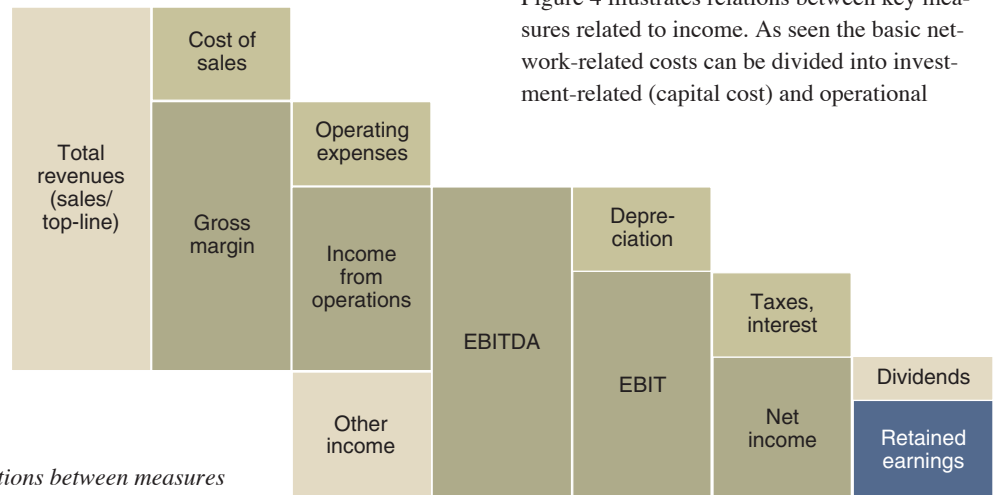 Figure 4 illustrates relations between key mea-
sures related to income. As seen the basic net-
work-related costs can be divided into invest-
ment-related (capital cost) and operational
Total
revenues
(sales/
top-line)
Cost of
sales
Gross
margin
Operating
expenses
Income
from
operations
Other
income
EBITDA
Depre-
ciation
EBIT
Taxes,
interest
Net
income
Dividends
Retained
earnings
tions between measures